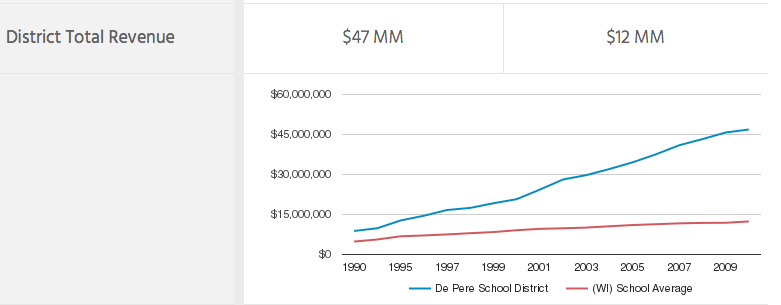 District Total Revenue
$47 MM
$12 MM
$60,000,000
$45,000,000
$30,000,000
$15,000,000
$0
1990 1995 1997 1999 2001 2003 2005 2007 2009
De Pere School District (WI) School Average